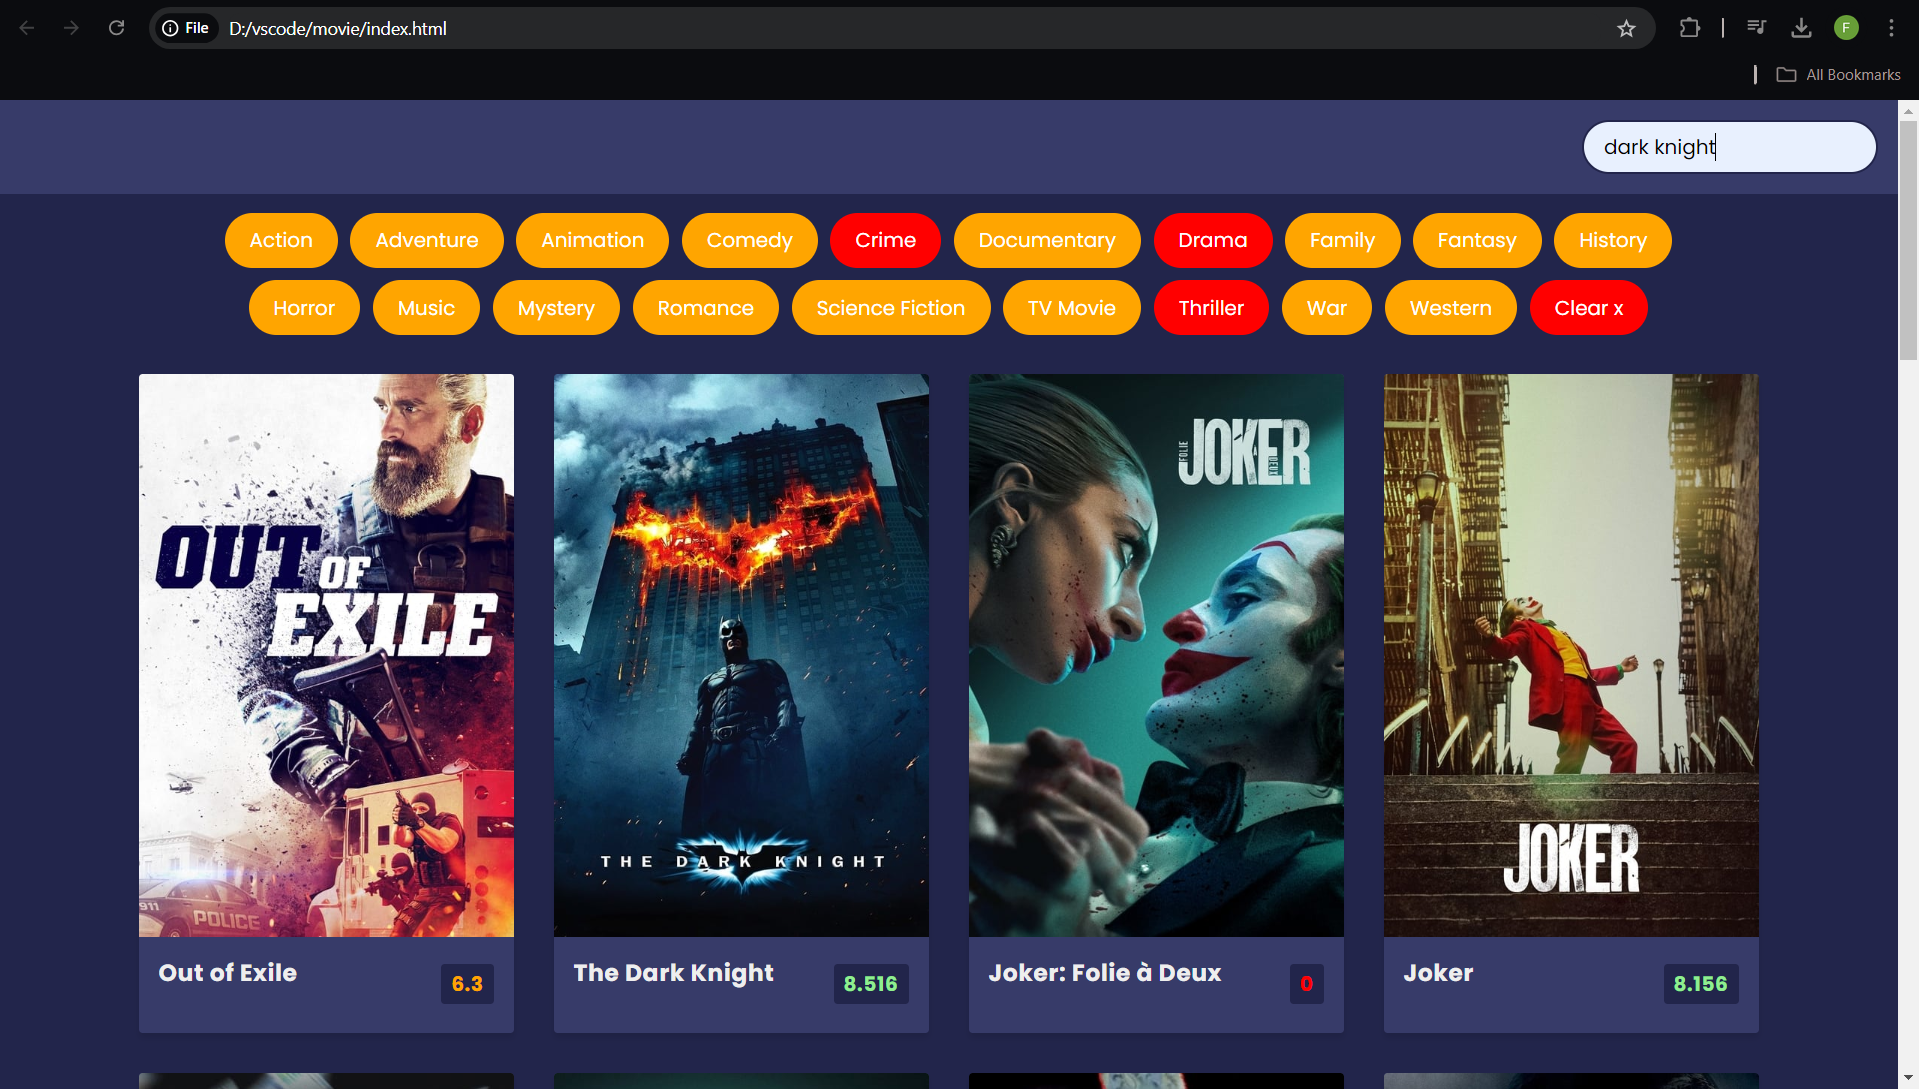 File D:/vscode/movie/index.html F
All Bookmarks
dark knight
Action Adventure Animation Comedy Crime Documentary Drama Family Fantasy History
Horror Music Mystery Romance Science Fiction TV Movie Thriller War Western Clear x
OUT OF
EXILE
911 POLICE
THE DARK KNIGHT
JOKER
FOLIE À DEUX
JOKER
Out of Exile 6.3
The Dark Knight 8.516
Joker: Folie à Deux 0
Joker 8.156